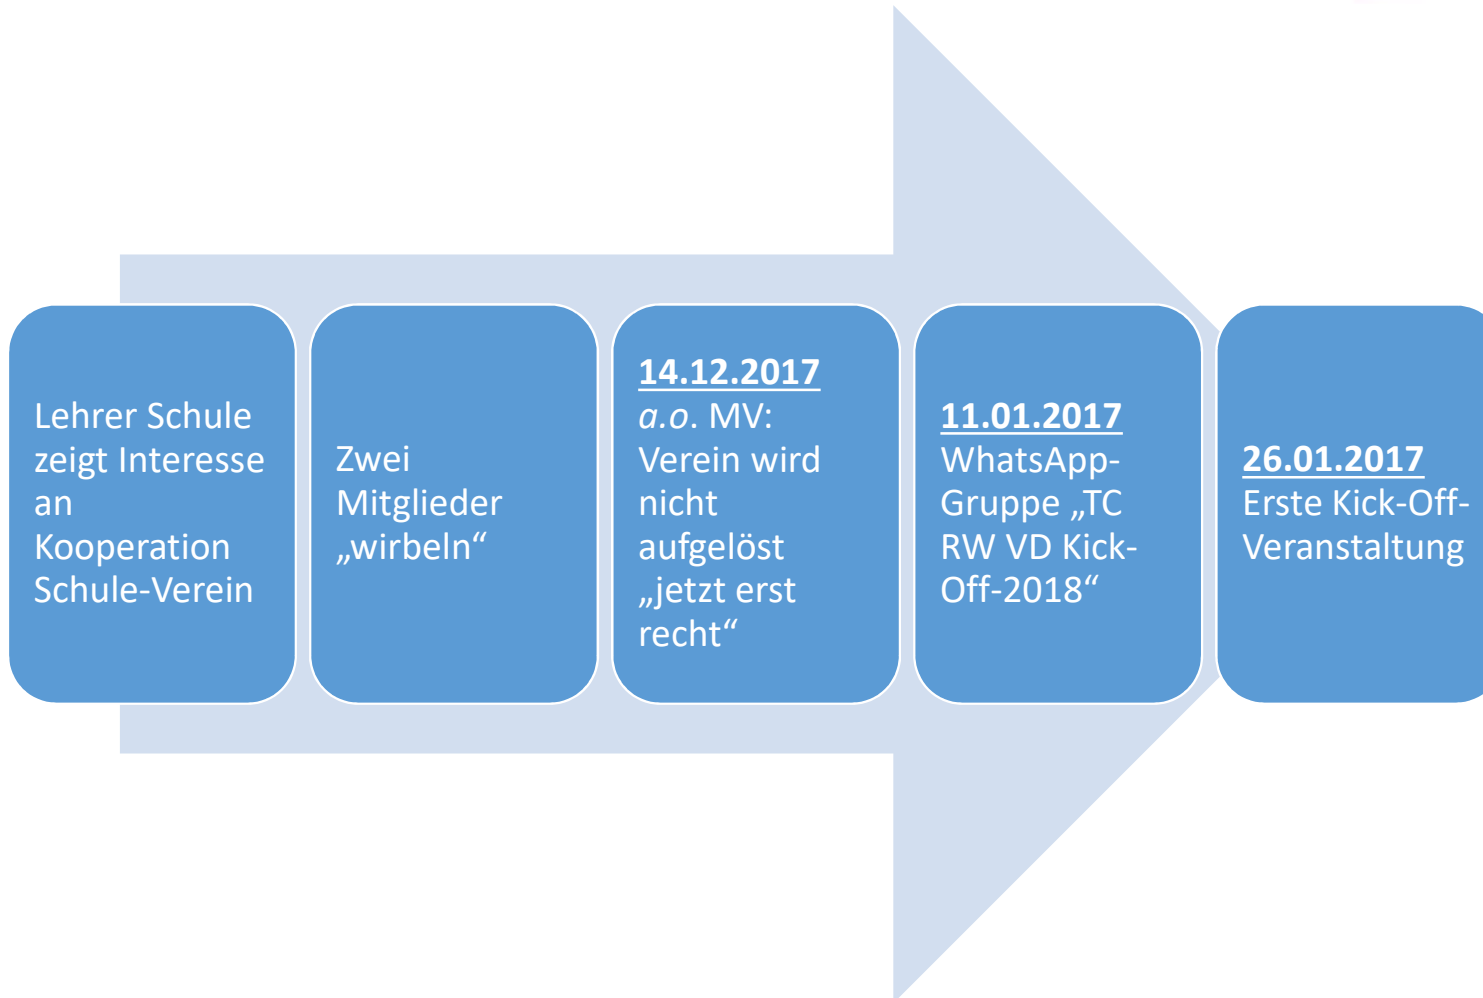 Lehrer Schule
zeigt Interesse
an
Kooperation
Schule-Verein
Zwei
Mitglieder
„wirbeln“
14.12.2017
a.o. MV:
Verein wird
nicht
aufgelöst
„jetzt erst
recht“
11.01.2017
WhatsApp-
Gruppe „TC
RW VD Kick-
Off-2018“
26.01.2017
Erste Kick-Off-
Veranstaltung